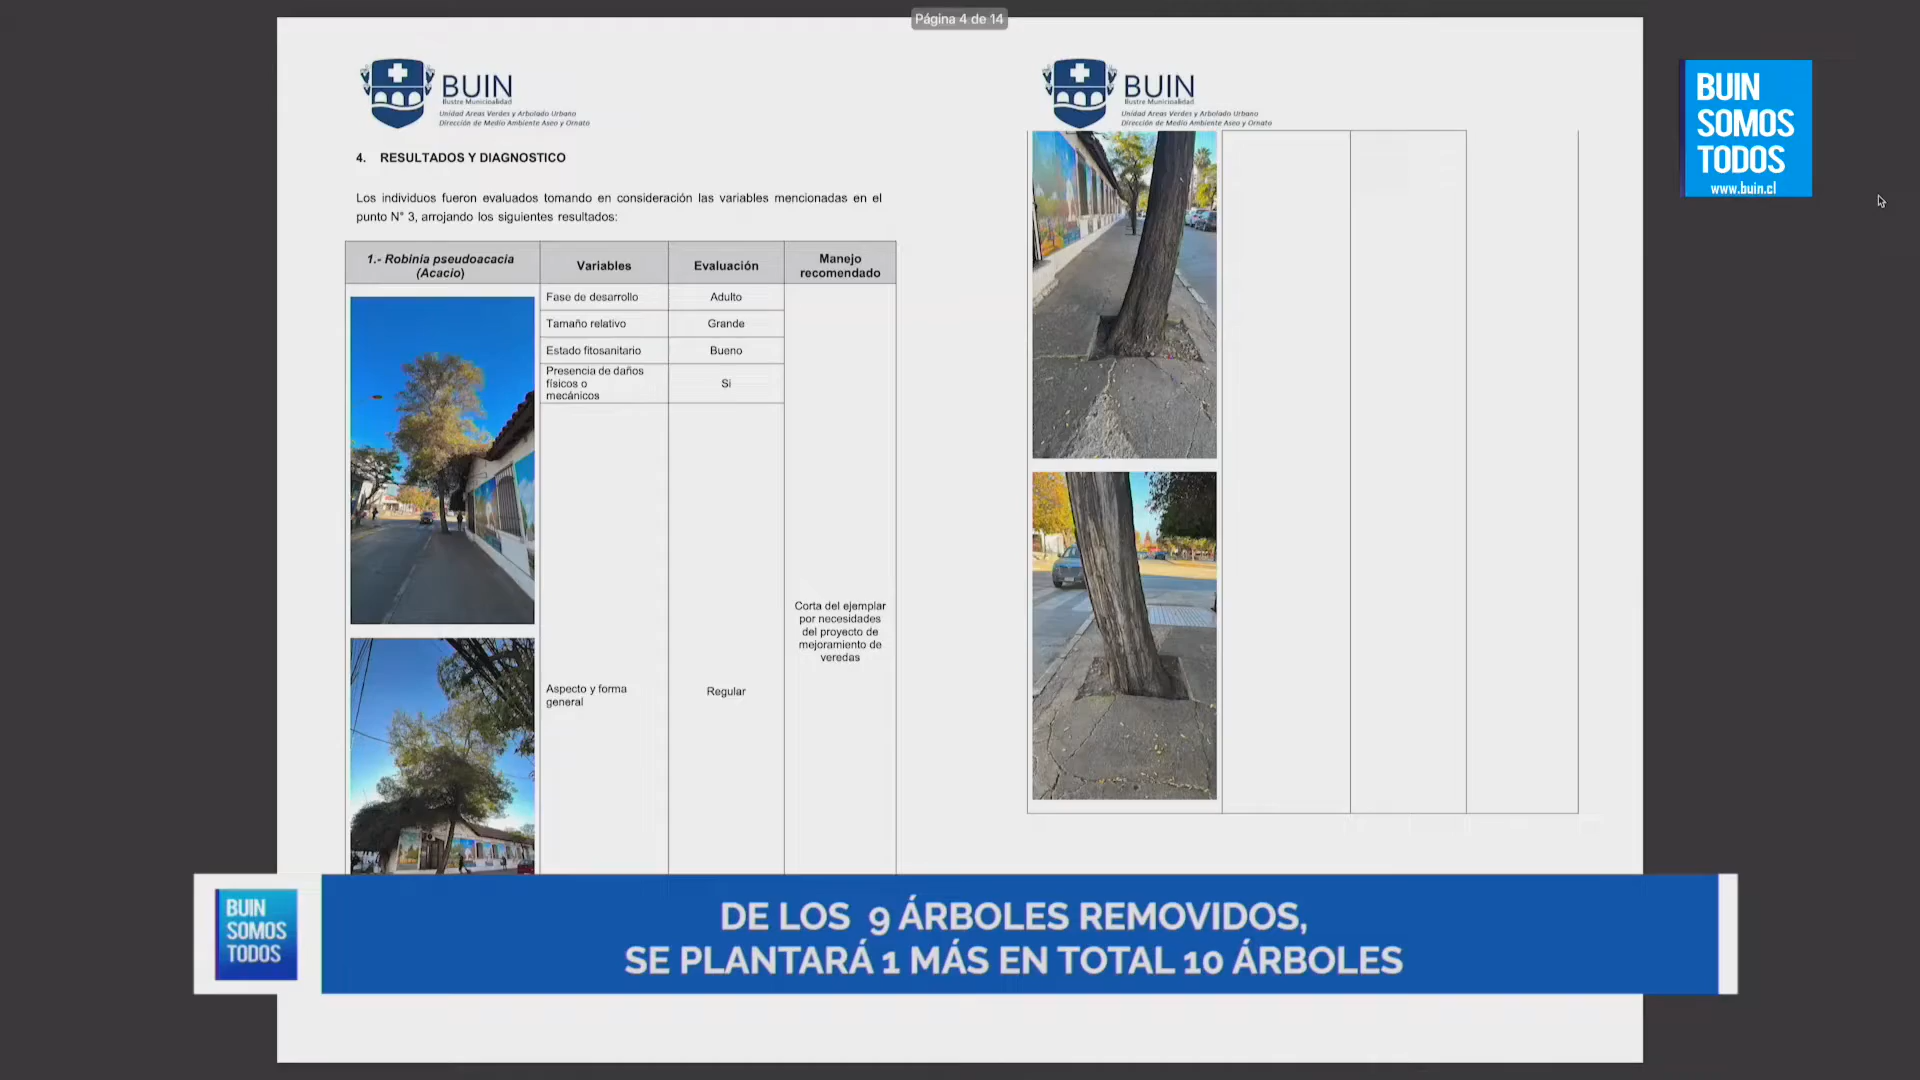 Página 4 de 14
BUIN
Ilustre Municipalidad
Unidad Areas Verdes y Arbolado Urbano
Dirección de Medio Ambiente Aseo y Ornato
4. RESULTADOS Y DIAGNOSTICO
Los individuos fueron evaluados tomando en consideración las variables mencionadas en el
punto N° 3, arrojando los siguientes resultados:
1.- Robinia pseudoacacia
(Acacio)
Variables
Evaluación
Manejo
recomendado
Fase de desarrollo
Adulto
Tamaño relativo
Grande
Estado fitosanitario
Bueno
Presencia de daños
físicos o
mecánicos
Si
Aspecto y forma
general
Regular
Corta del ejemplar
por necesidades
del proyecto de
mejoramiento de
veredas
BUIN
Ilustre Municipalidad
Unidad Areas Verdes y Arbolado Urbano
Dirección de Medio Ambiente Aseo y Ornato
BUIN
SOMOS
TODOS
www.buin.cl
BUIN
SOMOS
TODOS
DE LOS 9 ÁRBOLES REMOVIDOS,
SE PLANTARÁ 1 MÁS EN TOTAL 10 ÁRBOLES